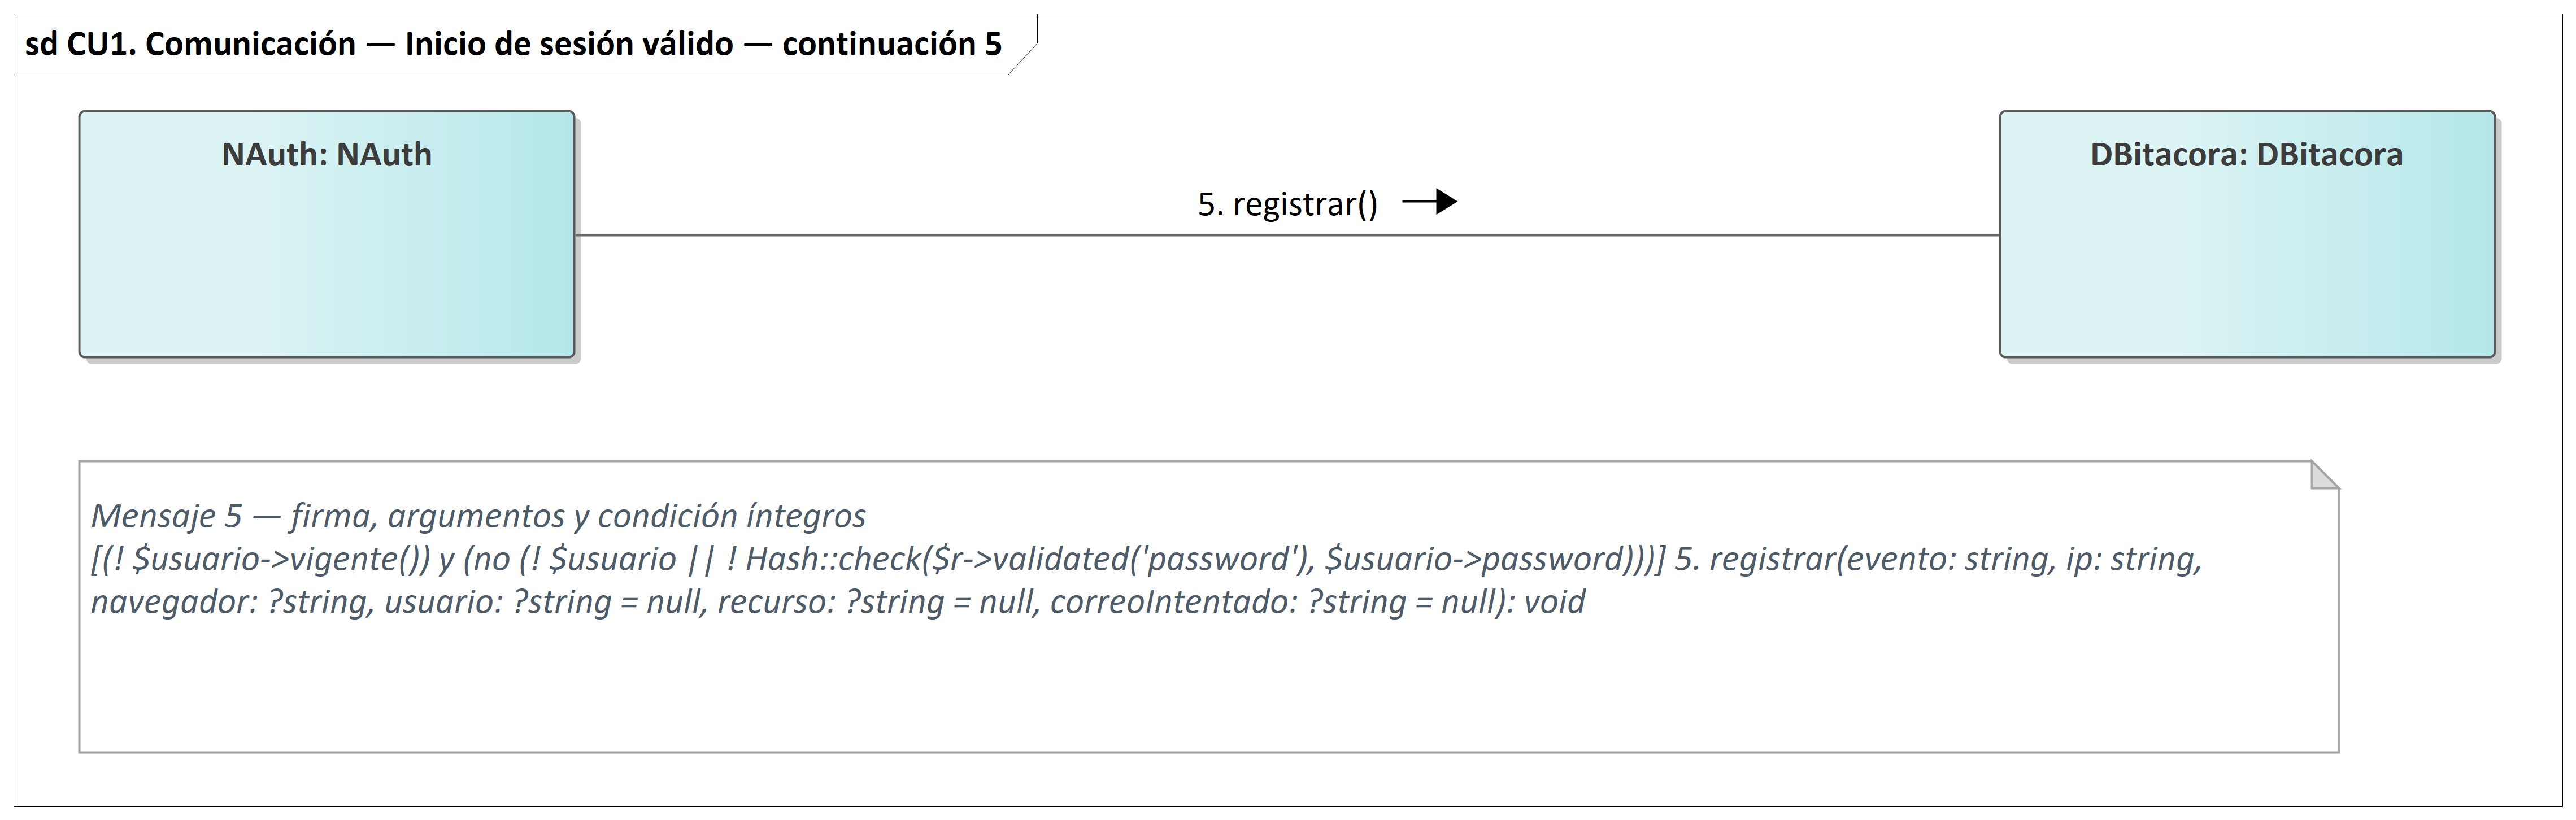 sd CU1. Comunicación — Inicio de sesión válido — continuación 5
NAuth: NAuth
DBitacora: DBitacora
5. registrar()
Mensaje 5 — firma, argumentos y condición íntegros
[(! $usuario->vigente()) y (no (! $usuario || ! Hash::check($r->validated('password'), $usuario->password)))] 5. registrar(evento: string, ip: string,
navegador: ?string, usuario: ?string = null, recurso: ?string = null, correoIntentado: ?string = null): void